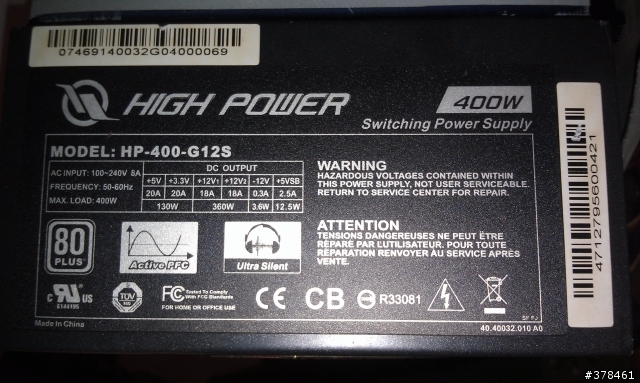 07469140032G04000069
HIGH POWER
400W
Switching Power Supply
MODEL: HP-400-G12S
AC INPUT: 100~240V 8A
FREQUENCY: 50-60Hz
MAX. LOAD: 400W
DC OUTPUT
+5V +3.3V +12V1 +12V2 -12V +5VSB
20A 20A 18A 18A 0.3A 2.5A
130W 360W 3.6W 12.5W
WARNING
HAZARDOUS VOLTAGES CONTAINED WITHIN
THIS POWER SUPPLY, NOT USER SERVICEABLE.
RETURN TO SERVICE CENTER FOR REPAIR.
ATTENTION
TENSIONS DANGEREUSES NE PEUT ÊTRE
RÉPARÉ PAR L'UTILISATEUR. POUR TOUTE
RÉPARATION RENVOYER AU SERVICE APRÈS
VENTE.
4712795600421
80
PLUS
Active PFC
Ultra Silent
c UL US
E144195
TÜV
FC Tested To Comply
With FCC Standards
FOR HOME OR OFFICE USE
CE CB R33081
Made In China
40.40032.010 A0
#378461